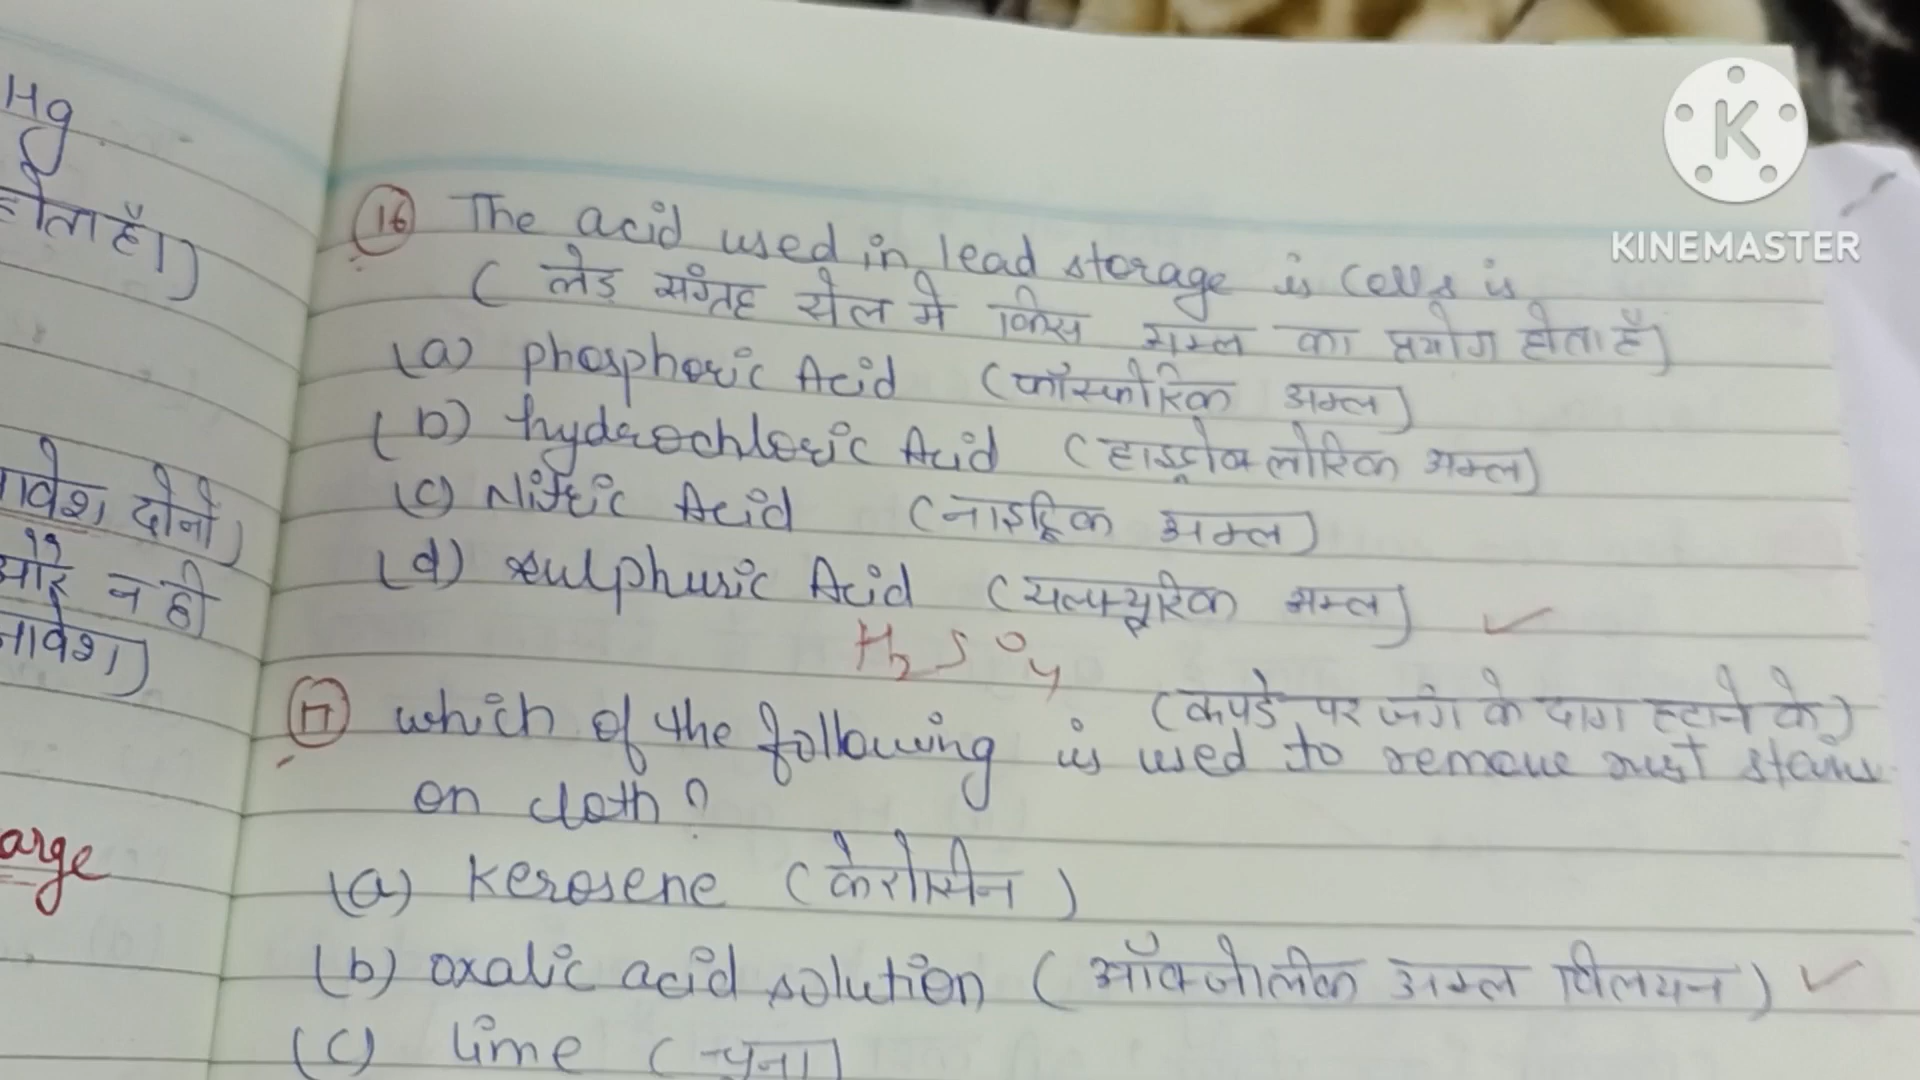 Hg
होता है।)
गवेश दोनों)
और न ही
नावेश)
arge
KINEMASTER
16 The acid used in lead storage is cells is
( लेड संग्रह सेल मे किस अम्ल का प्रयोग होता है)
(a) phosphoric Acid (फॉस्फोरिक अम्ल)
(b) hydrochloric Acid (हाइड्रोक्लोरिक अम्ल)
(c) Nitric Acid (नाइट्रिक अम्ल)
(d) sulphuric Acid (सल्फ्यूरिक अम्ल) ✓
H2SO4
(कपडे पर जंग के दाग हटाने के)
17 which of the following is used to remove rust stains
on cloth?
(a) Kerosene (केरोसीन)
(b) oxalic acid solution (ऑक्जेलिक अम्ल विलयन) ✓
(c) lime (चूना)